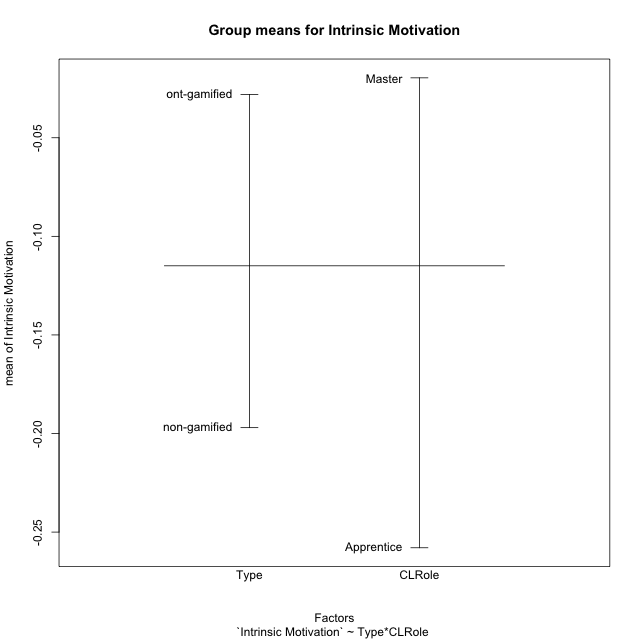 Group means for Intrinsic Motivation
Master
ont-gamified
-0.05
-0.10
mean of Intrinsic Motivation
-0.15
-0.20
non-gamified
-0.25
Apprentice
Type
CLRole
Factors
`Intrinsic Motivation` ~ Type*CLRole